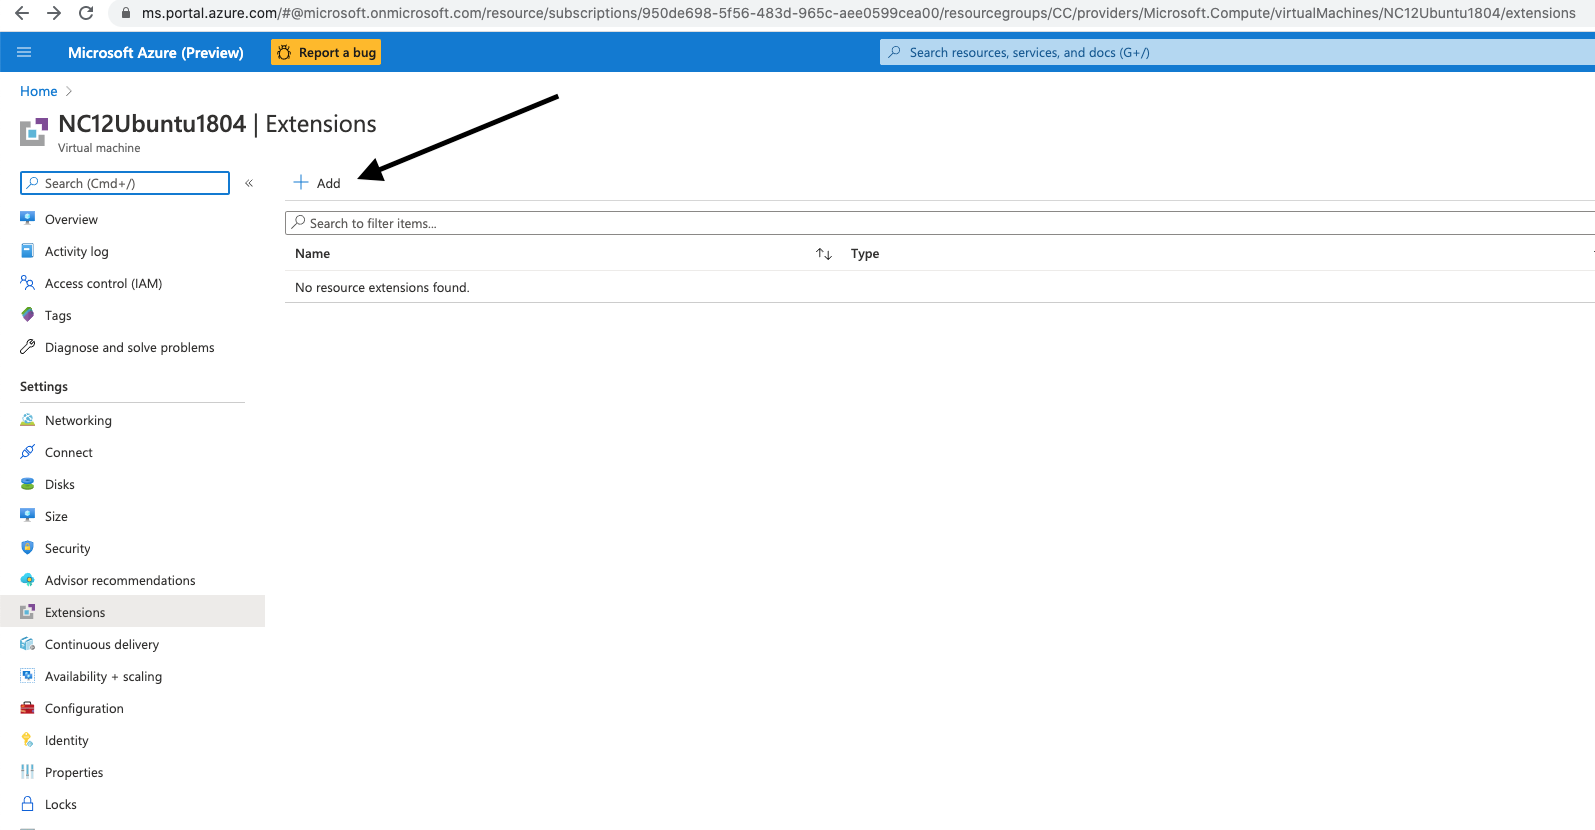 ms.portal.azure.com/#@microsoft.onmicrosoft.com/resource/subscriptions/950de698-5f56-483d-965c-aee0599cea00/resourcegroups/CC/providers/Microsoft.Compute/virtualMachines/NC12Ubuntu1804/extensions
Microsoft Azure (Preview)
Report a bug
Search resources, services, and docs (G+/)
Home
NC12Ubuntu1804 | Extensions
Virtual machine
Search (Cmd+/)
Add
Search to filter items...
Name
Type
No resource extensions found.
Overview
Activity log
Access control (IAM)
Tags
Diagnose and solve problems
Settings
Networking
Connect
Disks
Size
Security
Advisor recommendations
Extensions
Continuous delivery
Availability + scaling
Configuration
Identity
Properties
Locks